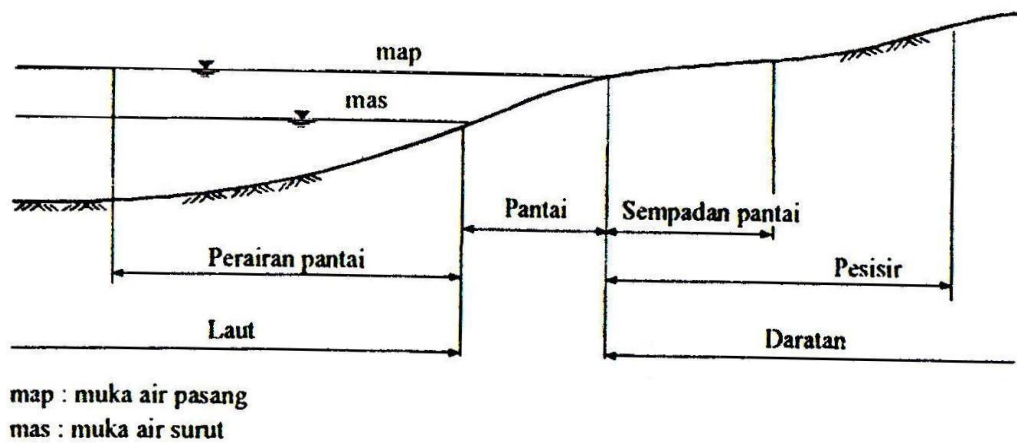 map
mas
Pantai
Sempadan pantai
Perairan pantai
Pesisir
Laut
Daratan
map : muka air pasang
mas : muka air surut